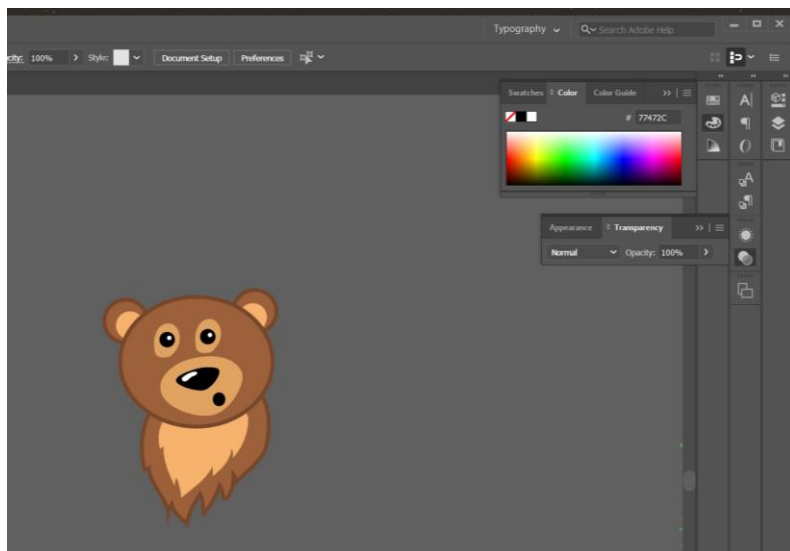 Typography
Search Adobe Help
Opacity: 100% Style: Document Setup Preferences
Swatches Color Color Guide
# 77472C
Appearance Transparency
Normal Opacity: 100%